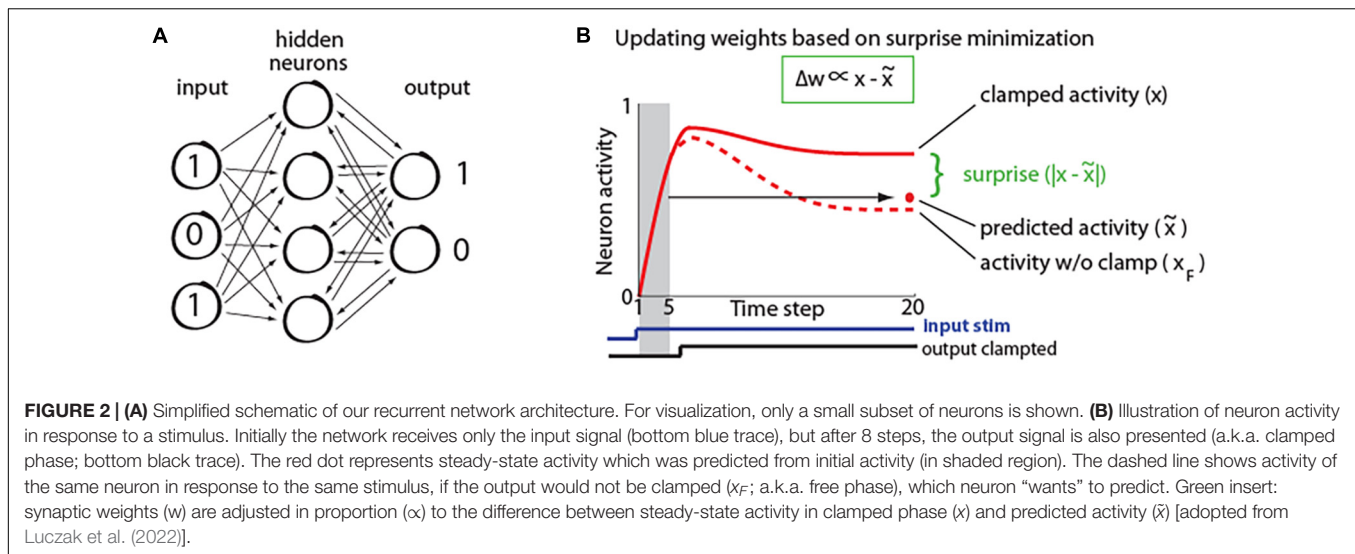 A
hidden
neurons
input
output
1
0
1
1
0
B
Updating weights based on surprise minimization
Δw ∝ x - x̃
clamped activity (x)
surprise (|x - x̃|)
predicted activity (x̃)
activity w/o clamp (x_F)
Neuron activity
1
0
1 5 Time step 20
Input stim
output clampted
FIGURE 2 | (A) Simplified schematic of our recurrent network architecture. For visualization, only a small subset of neurons is shown. (B) Illustration of neuron activity
in response to a stimulus. Initially the network receives only the input signal (bottom blue trace), but after 8 steps, the output signal is also presented (a.k.a. clamped
phase; bottom black trace). The red dot represents steady-state activity which was predicted from initial activity (in shaded region). The dashed line shows activity of
the same neuron in response to the same stimulus, if the output would not be clamped (x_F; a.k.a. free phase), which neuron “wants” to predict. Green insert:
synaptic weights (w) are adjusted in proportion (∝) to the difference between steady-state activity in clamped phase (x) and predicted activity (x̃) [adopted from
Luczak et al. (2022)].